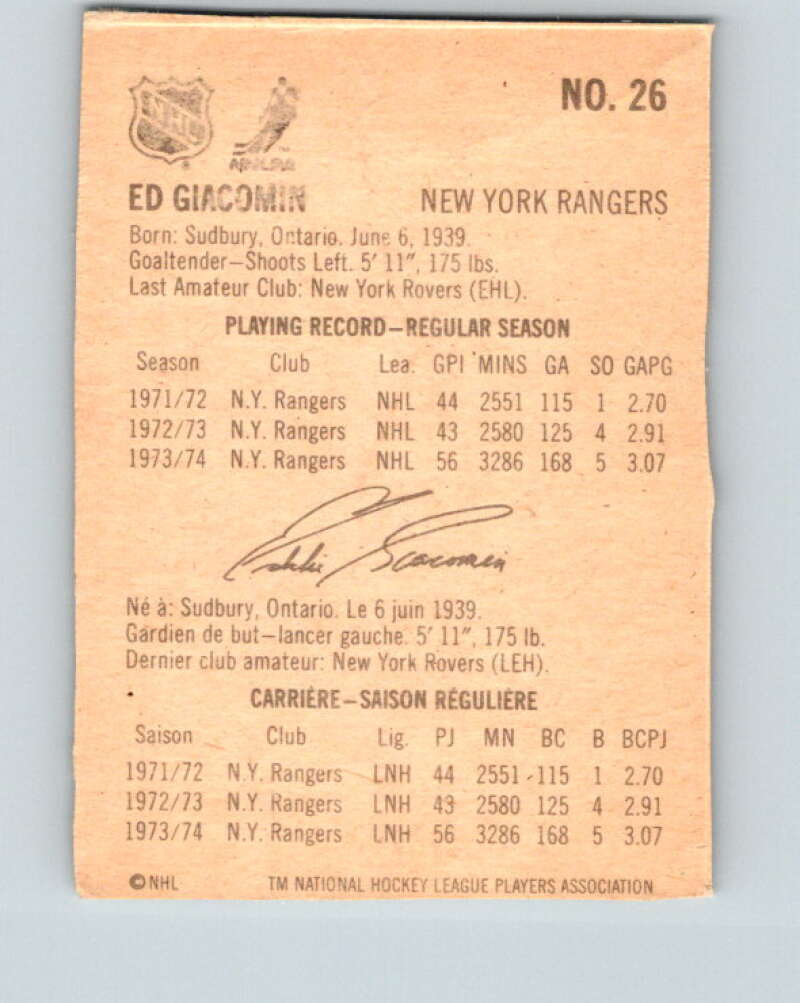 NHL
NO. 26
NHLPA
ED GIACOMIN NEW YORK RANGERS
Born: Sudbury, Ontario. June 6, 1939.
Goaltender—Shoots Left. 5′ 11″, 175 lbs.
Last Amateur Club: New York Rovers (EHL).
PLAYING RECORD—REGULAR SEASON
Season Club Lea. GPI MINS GA SO GAPG
1971/72 N.Y. Rangers NHL 44 2551 115 1 2.70
1972/73 N.Y. Rangers NHL 43 2580 125 4 2.91
1973/74 N.Y. Rangers NHL 56 3286 168 5 3.07
Eddie Giacomin
Né à: Sudbury, Ontario. Le 6 juin 1939.
Gardien de but—lancer gauche. 5′ 11″, 175 lb.
Dernier club amateur: New York Rovers (LEH).
CARRIÈRE—SAISON RÉGULIÈRE
Saison Club Lig. PJ MN BC B BCPJ
1971/72 N.Y. Rangers LNH 44 2551 115 1 2.70
1972/73 N.Y. Rangers LNH 43 2580 125 4 2.91
1973/74 N.Y. Rangers LNH 56 3286 168 5 3.07
© NHL TM NATIONAL HOCKEY LEAGUE PLAYERS ASSOCIATION